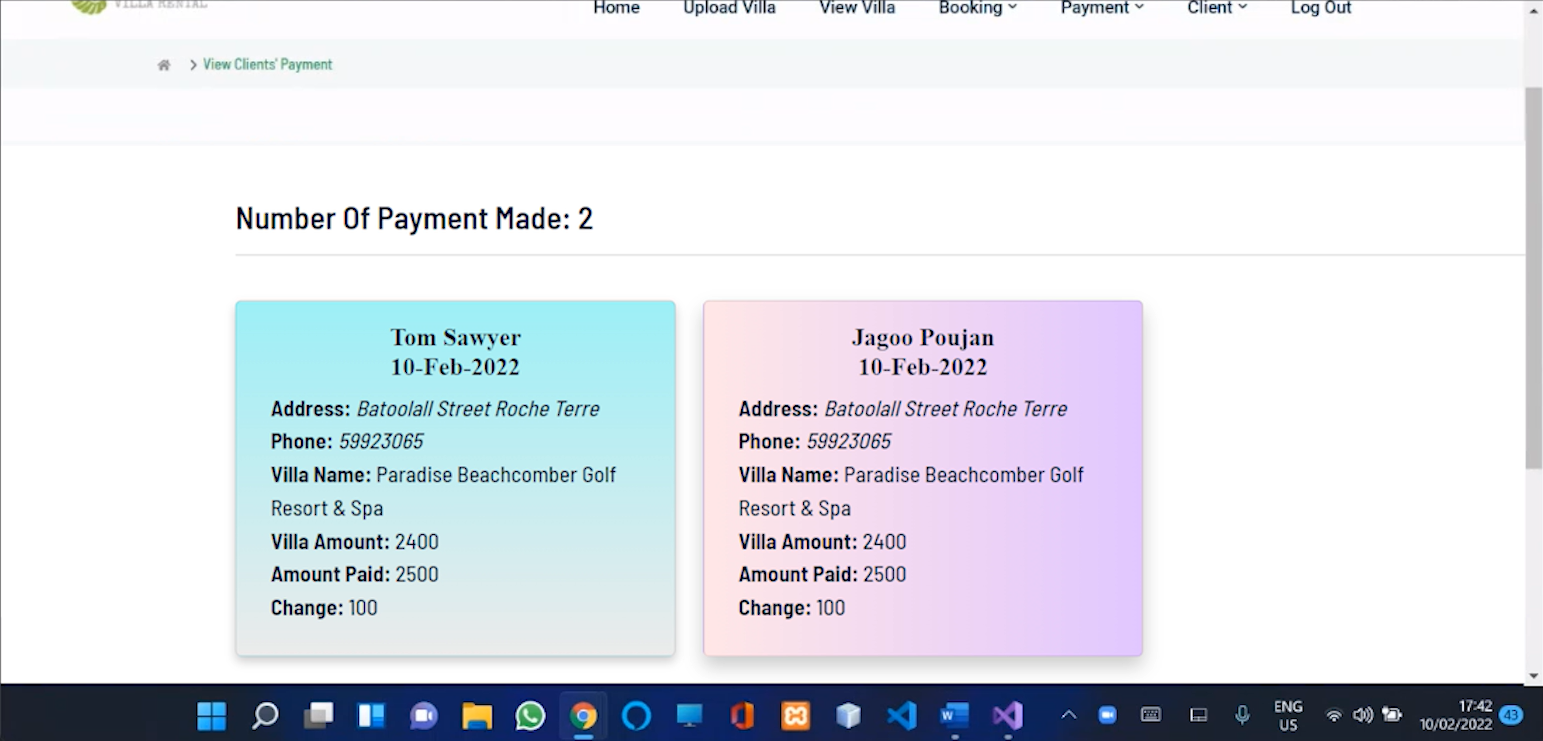 VILLA RENTAL
Home Upload Villa View Villa Booking Payment Client Log Out
View Clients' Payment
Number Of Payment Made: 2
Tom Sawyer
10-Feb-2022
Address: Batoolall Street Roche Terre
Phone: 59923065
Villa Name: Paradise Beachcomber Golf
Resort & Spa
Villa Amount: 2400
Amount Paid: 2500
Change: 100
Jagoo Poujan
10-Feb-2022
Address: Batoolall Street Roche Terre
Phone: 59923065
Villa Name: Paradise Beachcomber Golf
Resort & Spa
Villa Amount: 2400
Amount Paid: 2500
Change: 100
ENG
US
17:42
10/02/2022
43